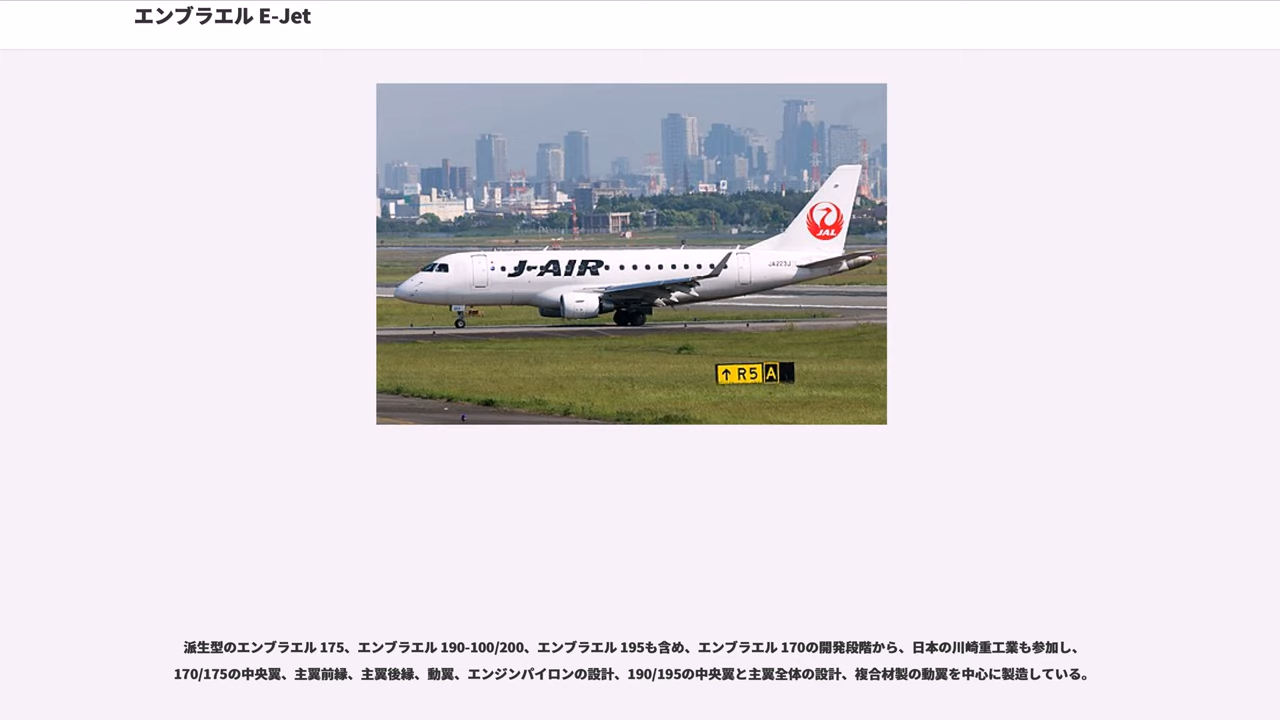 エンブラエル E-Jet
J-AIR
JAL
JA223J
↑ R5 A
派生型のエンブラエル 175、エンブラエル 190-100/200、エンブラエル 195も含め、エンブラエル 170の開発段階から、日本の川崎重工業も参加し、
170/175の中央翼、主翼前縁、主翼後縁、動翼、エンジンパイロンの設計、190/195の中央翼と主翼全体の設計、複合材製の動翼を中心に製造している。